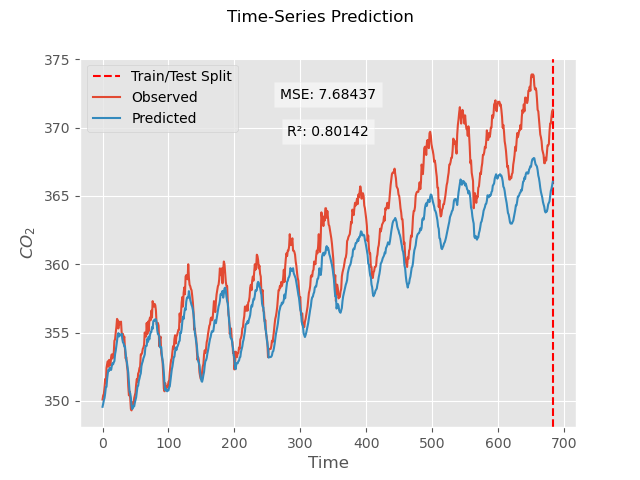 Time-Series Prediction
375
370
365
360
355
350
CO₂
Train/Test Split
Observed
Predicted
MSE: 7.68437
R²: 0.80142
0 100 200 300 400 500 600 700
Time